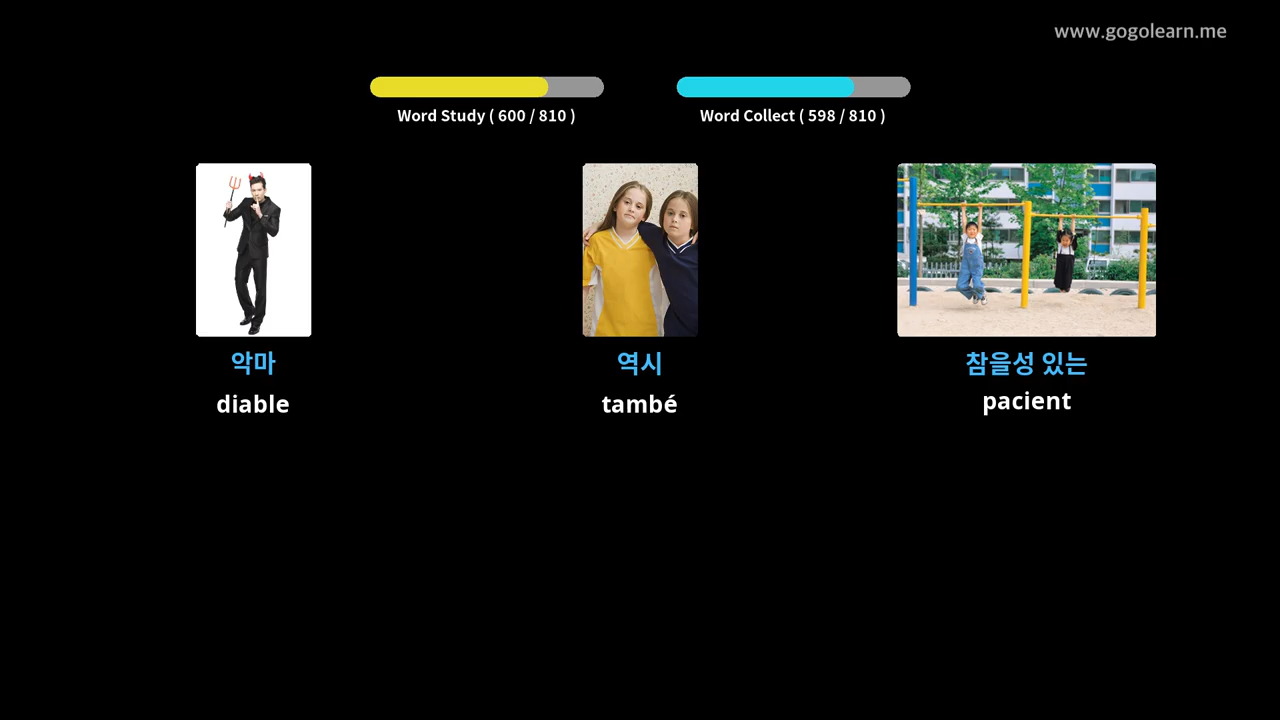 www.gogolearn.me
Word Study ( 600 / 810 )
Word Collect ( 598 / 810 )
악마
diable
역시
també
참을성 있는
pacient